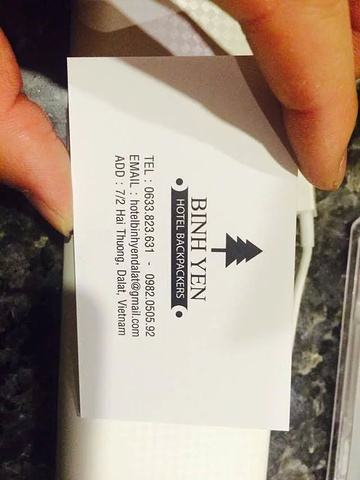 BINH YEN
HOTEL BACKPACKERS
TEL : 0633.823.631 - 0982.0505.92
EMAIL : hotelbinhyendalat@gmail.com
ADD : 7/2 Hai Thuong, Dalat, Vietnam